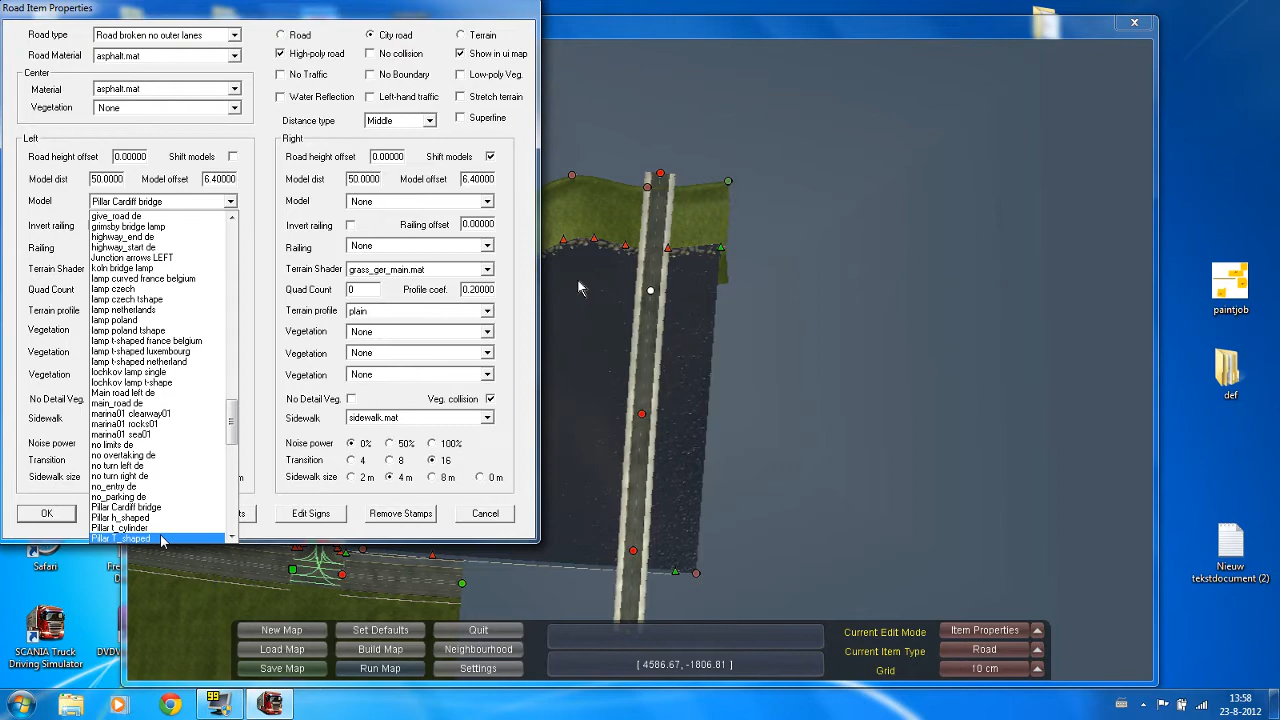 Road Item Properties
Road type
Road broken no outer lanes
Road Material
asphalt.mat
Center
Material
asphalt.mat
Vegetation
None
Road
City road
Terrain
High-poly road
No collision
Show in ui map
No Traffic
No Boundary
Low-poly Veg.
Water Reflection
Left-hand traffic
Stretch terrain
Distance type
Middle
Superfine
Left
Road height offset
0.00000
Shift models
Model dist
50.0000
Model offset
6.40000
Model
Pillar Cardiff bridge
Invert railing
Railing
Terrain Shader
Quad Count
Terrain profile
Vegetation
Vegetation
Vegetation
No Detail Veg.
Sidewalk
Noise power
Transition
Sidewalk size
give_road de
grimsby bridge lamp
highway_end de
highway_start de
Junction arrows LEFT
koln bridge lamp
lamp curved france belgium
lamp czech
lamp czech tshape
lamp netherlands
lamp poland
lamp poland tshape
lamp t-shaped france belgium
lamp t-shaped luxembourg
lamp t-shaped netherland
lochkov lamp single
lochkov lamp t-shape
Main road left de
main_road de
marina01 clearway01
marina01 rocks01
marina01 sea01
no limits de
no overtaking de
no turn left de
no turn right de
no_entry de
no_parking de
Pillar Cardiff bridge
Pillar h_shaped
Pillar t_cylinder
Pillar T_shaped
Right
Road height offset
0.00000
Shift models
Model dist
50.0000
Model offset
6.40000
Model
None
Invert railing
Railing offset
0.00000
Railing
None
Terrain Shader
grass_ger_main.mat
Quad Count
0
Profile coef.
0.20000
Terrain profile
plain
Vegetation
None
Vegetation
None
Vegetation
None
No Detail Veg.
Veg. collision
Sidewalk
sidewalk.mat
Noise power
0%
50%
100%
Transition
4
8
16
Sidewalk size
2 m
4 m
8 m
0 m
OK
Edit Signs
Remove Stamps
Cancel
paintjob
def
Nieuw
tekstdocument (2)
Safari
SCANIA Truck
Driving Simulator
New Map
Set Defaults
Quit
Load Map
Build Map
Neighbourhood
Save Map
Run Map
Settings
[ 4586.67, -1806.81 ]
Current Edit Mode
Item Properties
Current Item Type
Road
Grid
10 cm
99
13:58
23-8-2012